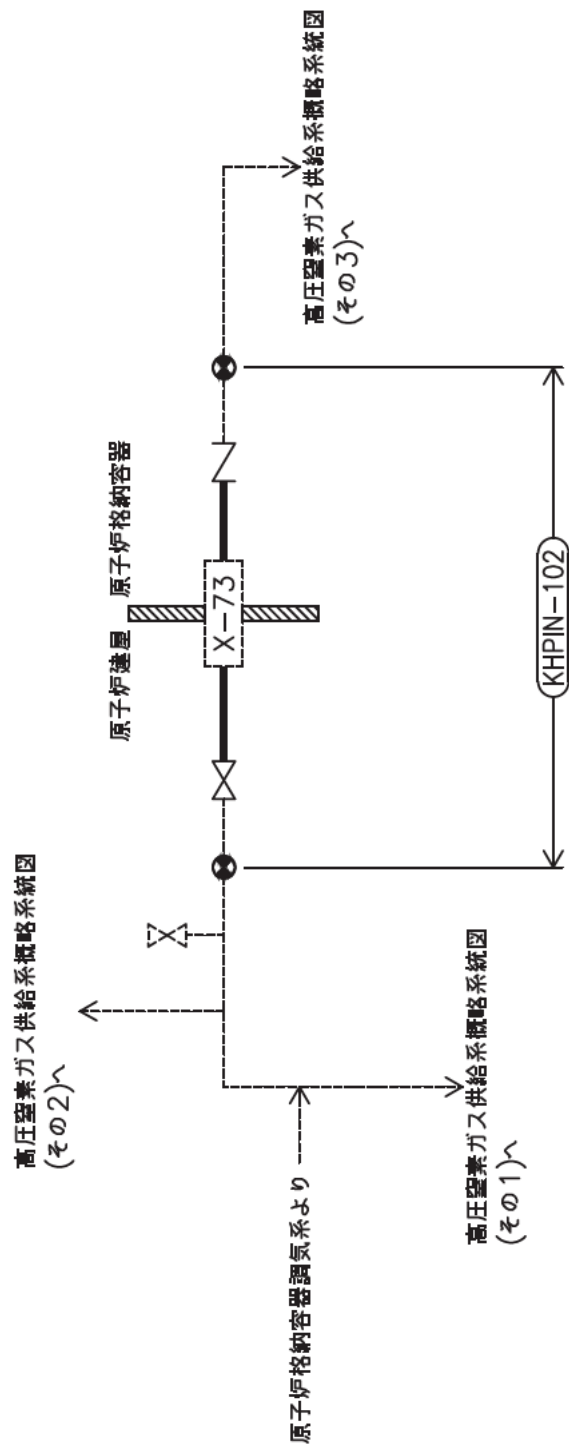 高圧窒素ガス供給系概略系統図
(その2)へ
原子炉建屋
原子炉格納容器
X-73
高圧窒素ガス供給系概略系統図
(その3)へ
原子炉格納容器調気系より
高圧窒素ガス供給系概略系統図
(その1)へ
KHPIN-102